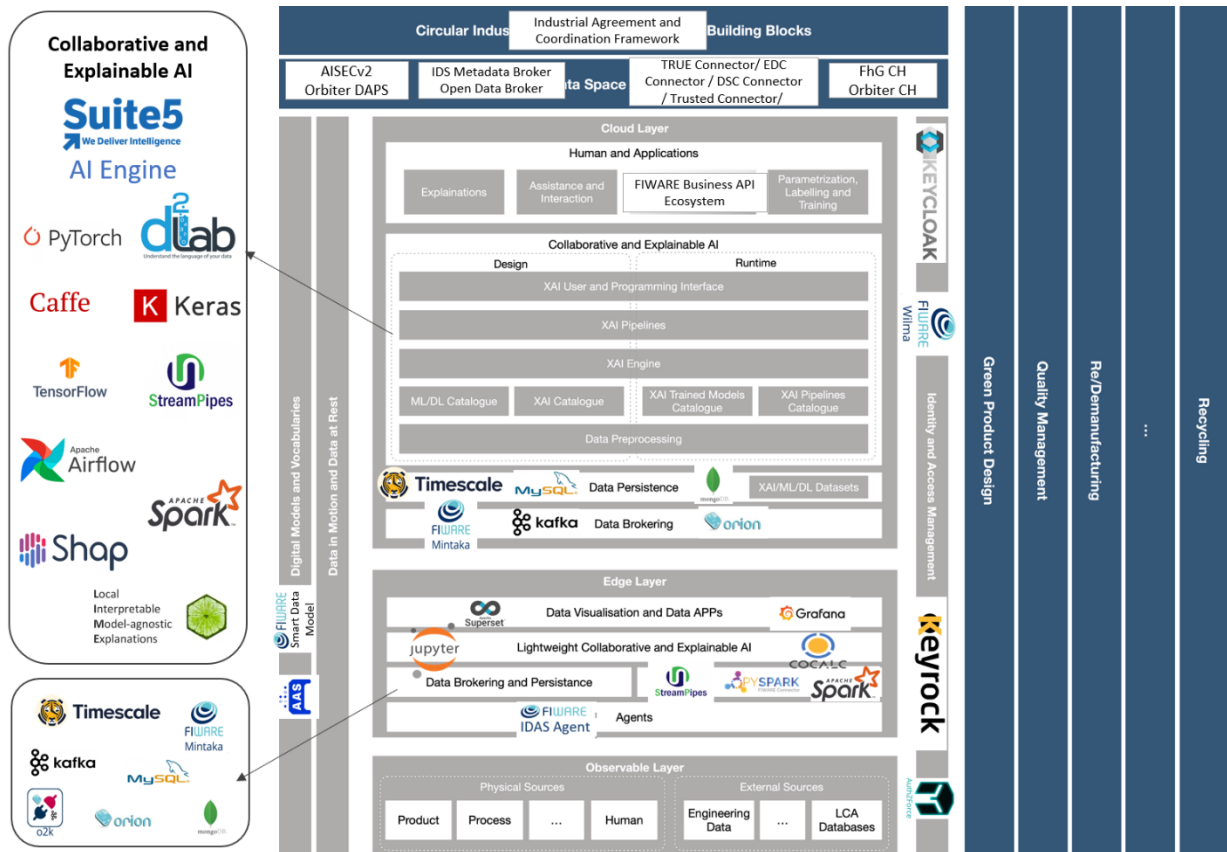 Collaborative and
Explainable AI
Suite5
We Deliver Intelligence
AI Engine
PyTorch
d2Lab
Understand the language of your data
Caffe
K Keras
TensorFlow
StreamPipes
Apache
Airflow
APACHE
Spark
Shap
Local
Interpretable
Model-agnostic
Explanations
Timescale
FIWARE
Mintaka
kafka
MySQL
o2k
orion
mongoDB
Circular Indus
Industrial Agreement and
Coordination Framework
Building Blocks
AISECv2
Orbiter DAPS
IDS Metadata Broker
Open Data Broker
ta Space
TRUE Connector/ EDC
Connector / DSC Connector
/ Trusted Connector/
FhG CH
Orbiter CH
Digital Models and Vocabularies
FIWARE
Smart Data
Model
AAS
Data in Motion and Data at Rest
Cloud Layer
Human and Applications
Explainations
Assistance and
Interaction
FIWARE Business API
Ecosystem
Parametrization,
Labelling and
Training
Collaborative and Explainable AI
Design
Runtime
XAI User and Programming Interface
XAI Pipelines
XAI Engine
ML/DL Catalogue
XAI Catalogue
XAI Trained Models
Catalogue
XAI Pipelines
Catalogue
Data Preprocessing
Timescale
MySQL
Data Persistence
mongoDB
XAI/ML/DL Datasets
FIWARE
Mintaka
kafka
Data Brokering
orion
Edge Layer
Superset
Data Visualisation and Data APPs
Grafana
jupyter
Lightweight Collaborative and Explainable AI
COCALC
Data Brokering and Persistance
StreamPipes
PYSPARK
FIWARE Connector
APACHE
Spark
FIWARE
IDAS Agent
Agents
Observable Layer
Physical Sources
Product
Process
...
Human
External Sources
Engineering
Data
...
LCA
Databases
KEYCLOAK
FIWARE
Wilma
Identity and Access Management
Keyrock
AuthZForce
Green Product Design
Quality Management
Re/Demanufacturing
...
Recycling